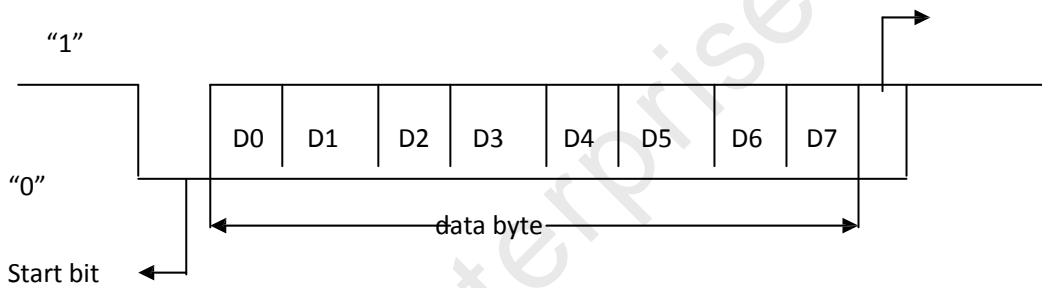 “1”
D0 D1 D2 D3 D4 D5 D6 D7
“0”
data byte
Start bit